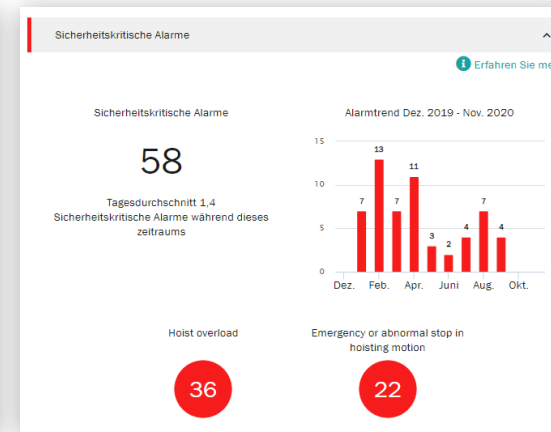 Sicherheitskritische Alarme
Erfahren Sie me
Sicherheitskritische Alarme
58
Tagesdurchschnitt 1,4
Sicherheitskritische Alarme während dieses
zeitraums
Alarmtrend Dez. 2019 - Nov. 2020
15
10
5
0
7
13
7
11
3
2
4
7
4
Dez. Feb. Apr. Juni Aug. Okt.
Hoist overload
36
Emergency or abnormal stop in
hoisting motion
22